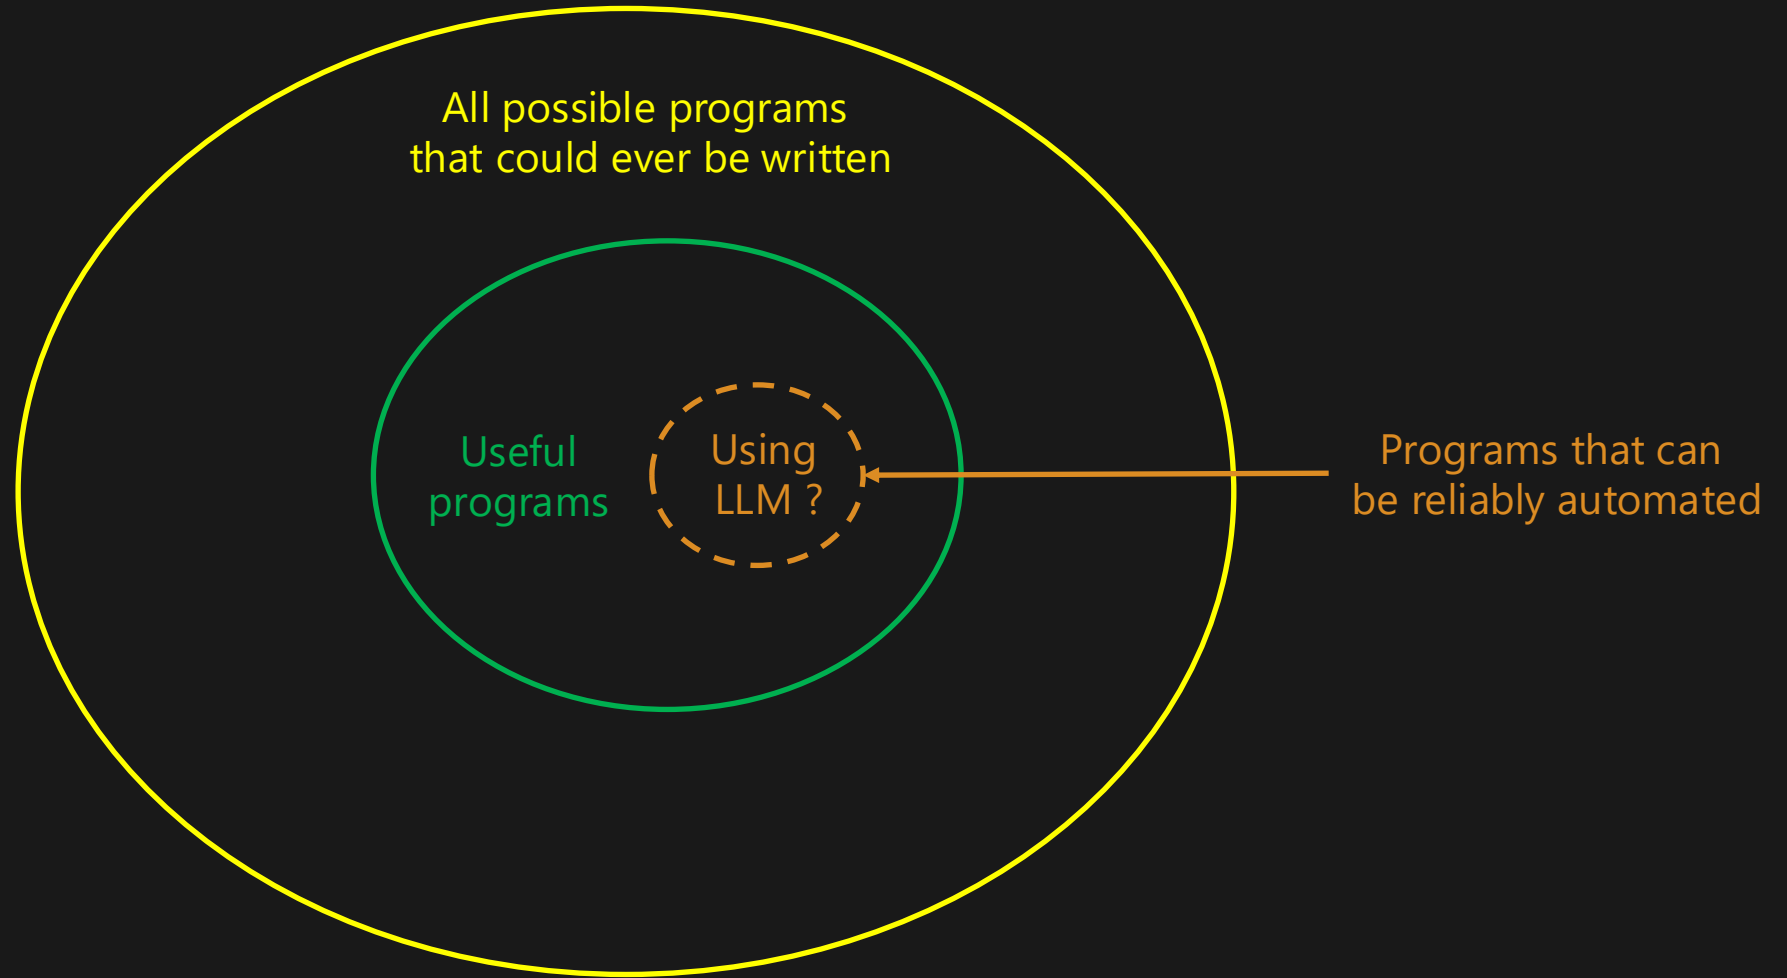 All possible programs
that could ever be written
Useful
programs
Using
LLM ?
Programs that can
be reliably automated